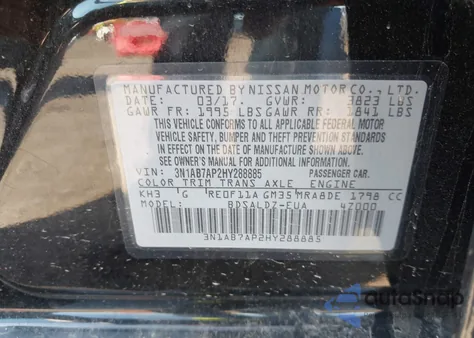 MANUFACTURED BY NISSAN MOTOR CO., LTD.
DATE: 03/17. GVWR: 3823 LBS
GAWR FR: 1995 LBS GAWR RR: 1841 LBS
THIS VEHICLE CONFORMS TO ALL APPLICABLE FEDERAL MOTOR
VEHICLE SAFETY, BUMPER AND THEFT PREVENTION STANDARDS
IN EFFECT ON THE DATE OF MANUFACTURE SHOWN ABOVE.
SEE OWNER'S MANUAL FOR ADDITIONAL INFORMATION.
VIN: 3N1AB7AP2HY288885 PASSENGER CAR.
COLOR TRIM TRANS AXLE ENGINE
KH3 G RE0F11A GM35 MRA8DE 1798 CC
MODEL: BDSALDZ-EUA 47000
3N1AB7AP2HY288885
autoSnap